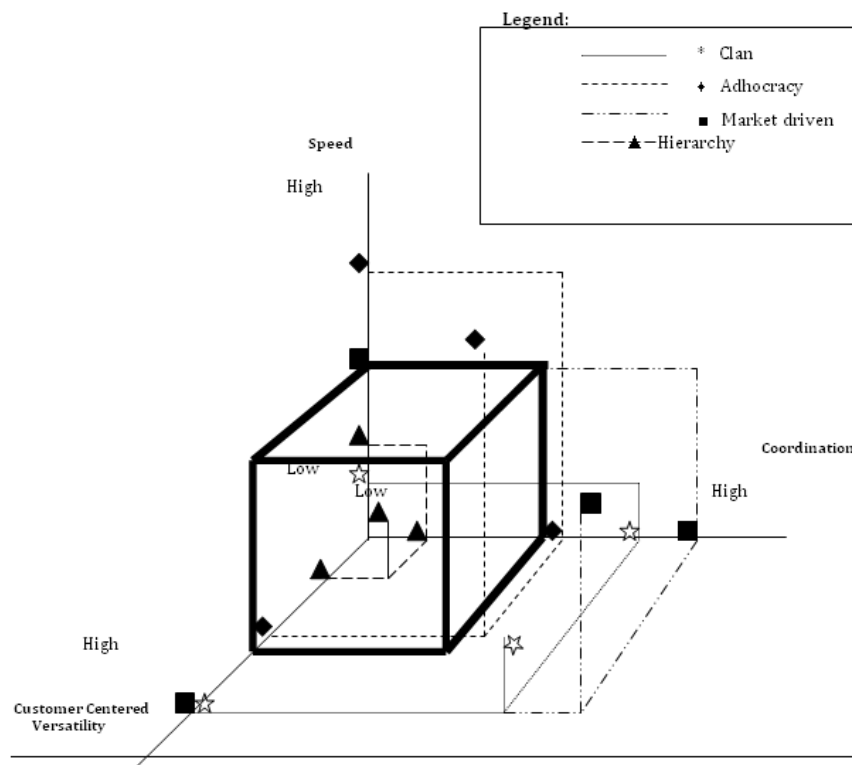 Legend:
* Clan
Adhocracy
Market driven
Hierarchy
Speed
High
Coordination
Low
Low
High
High
Customer Centered
Versatility